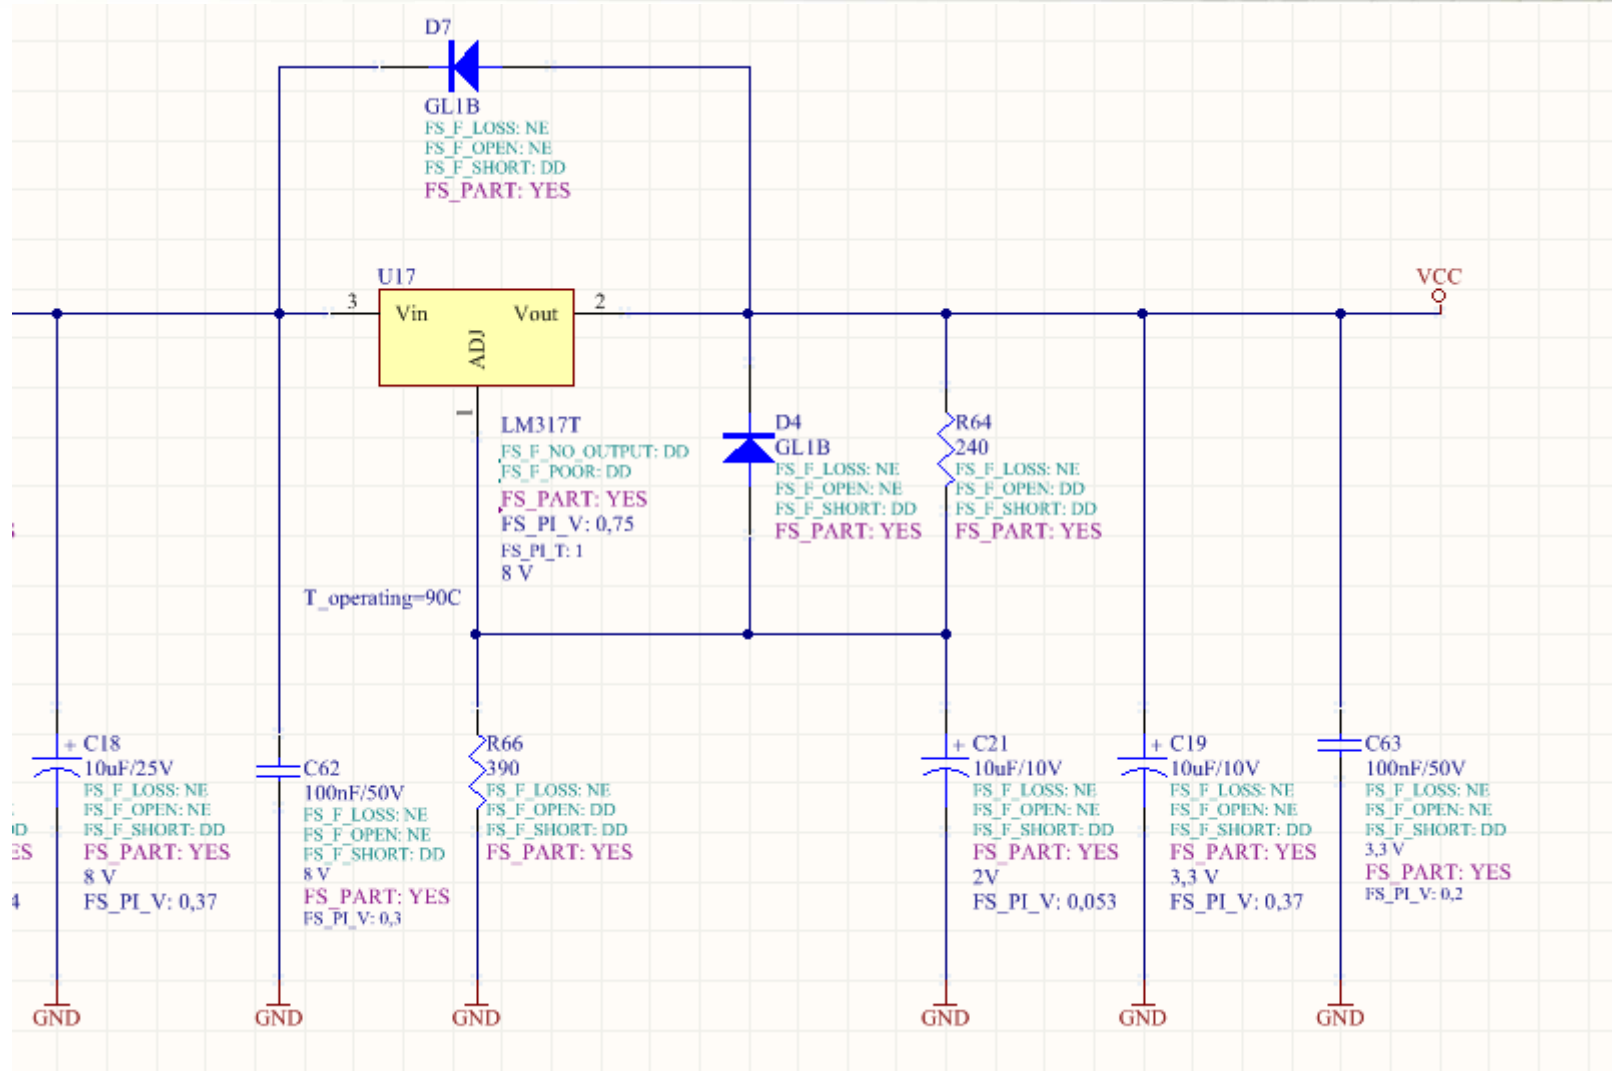 D7
GL1B
FS_F_LOSS: NE
FS_F_OPEN: NE
FS_F_SHORT: DD
FS_PART: YES
U17
3
Vin
Vout
2
ADJ
1
VCC
LM317T
FS_F_NO_OUTPUT: DD
FS_F_POOR: DD
FS_PART: YES
FS_PI_V: 0,75
FS_PI_T: 1
8 V
T_operating=90C
D4
GL1B
FS_F_LOSS: NE
FS_F_OPEN: NE
FS_F_SHORT: DD
FS_PART: YES
R64
240
FS_F_LOSS: NE
FS_F_OPEN: DD
FS_F_SHORT: DD
FS_PART: YES
D
ES
4
+ C18
10uF/25V
FS_F_LOSS: NE
FS_F_OPEN: NE
FS_F_SHORT: DD
FS_PART: YES
8 V
FS_PI_V: 0,37
C62
100nF/50V
FS_F_LOSS: NE
FS_F_OPEN: NE
FS_F_SHORT: DD
8 V
FS_PART: YES
FS_PI_V: 0,3
R66
390
FS_F_LOSS: NE
FS_F_OPEN: DD
FS_F_SHORT: DD
FS_PART: YES
+ C21
10uF/10V
FS_F_LOSS: NE
FS_F_OPEN: NE
FS_F_SHORT: DD
FS_PART: YES
2V
FS_PI_V: 0,053
+ C19
10uF/10V
FS_F_LOSS: NE
FS_F_OPEN: NE
FS_F_SHORT: DD
FS_PART: YES
3,3 V
FS_PI_V: 0,37
C63
100nF/50V
FS_F_LOSS: NE
FS_F_OPEN: NE
FS_F_SHORT: DD
3,3 V
FS_PART: YES
FS_PI_V: 0,2
GND
GND
GND
GND
GND
GND